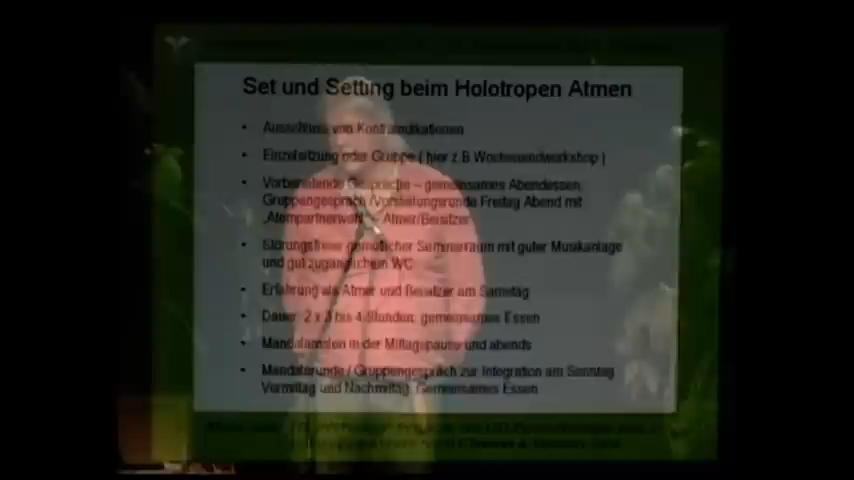 Set und Setting beim Holotropen Atmen
• Ausschluss von Kontraindikationen
• Einzelsitzung oder Gruppe ( hier z.B Wochenendworkshop )
• Vorbereitende Gespräche – gemeinsames Abendessen,
Gruppengespräch /Vorstellungsrunde Freitag Abend mit
„Atempartnerwahl“ – Atmer/Beisitzer
• Störungsfreier gemütlicher Seminarraum mit guter Musikanlage
und gut zugänglichem WC
• Erfahrung als Atmer und Beisitzer am Samstag
• Dauer: 2 x 3 bis 4 Stunden, gemeinsames Essen
• Mandalamalen in der Mittagspause und abends
• Mandalarunde / Gruppengespräch zur Integration am Sonntag
Vormittag und Nachmittag. Gemeinsames Essen